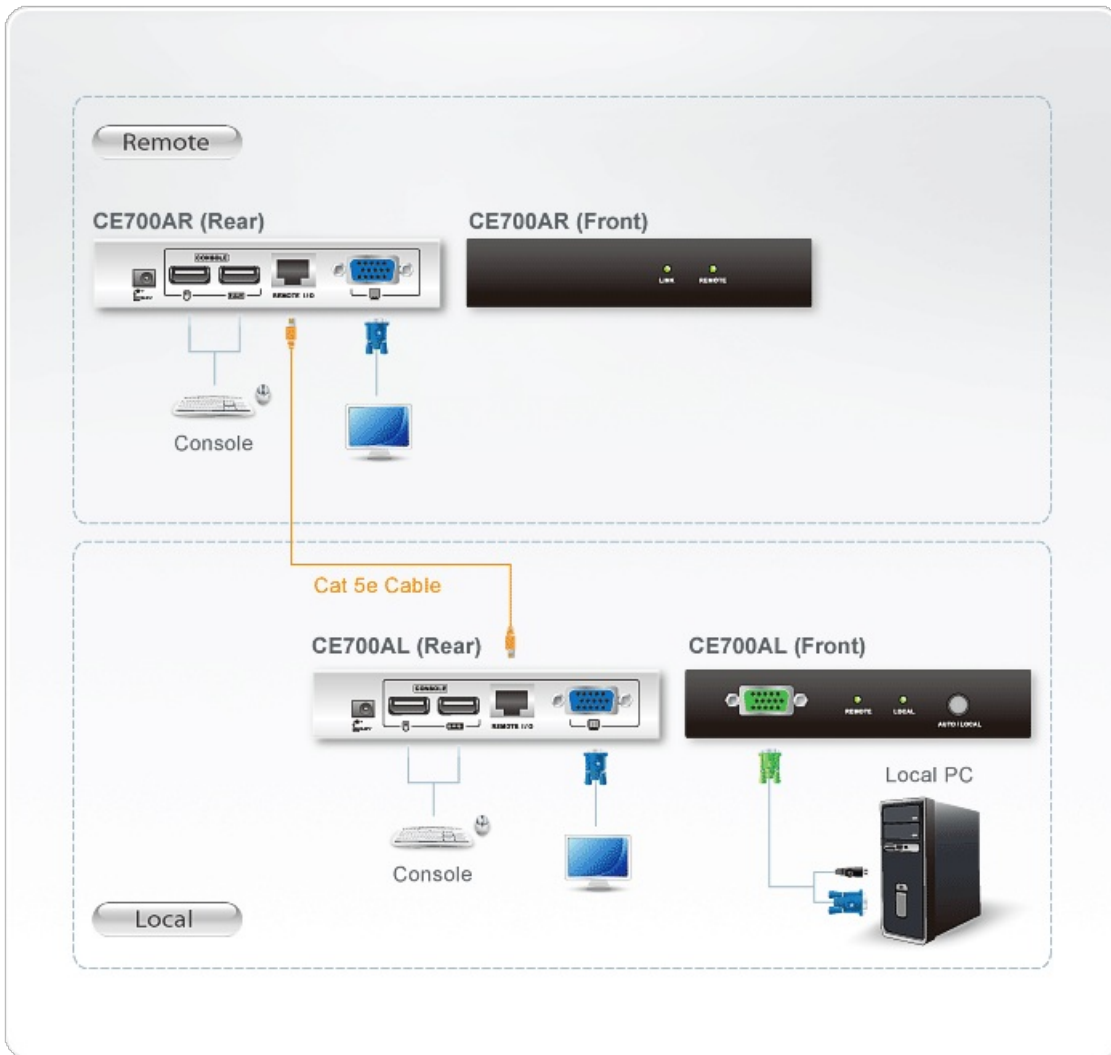 Remote
CE700AR (Rear)
CE700AR (Front)
CONSOLE
REMOTE I/O
LINK
REMOTE
Console
Cat 5e Cable
CE700AL (Rear)
CE700AL (Front)
CONSOLE
REMOTE I/O
REMOTE
LOCAL
AUTO / LOCAL
Local PC
Console
Local